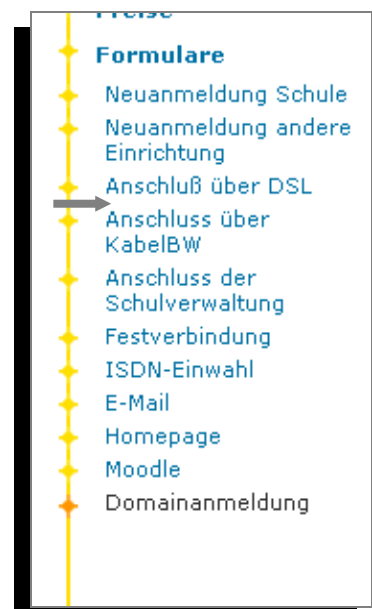 Preise
Formulare
Neuanmeldung Schule
Neuanmeldung andere
Einrichtung
Anschluß über DSL
Anschluss über
KabelBW
Anschluss der
Schulverwaltung
Festverbindung
ISDN-Einwahl
E-Mail
Homepage
Moodle
Domainanmeldung